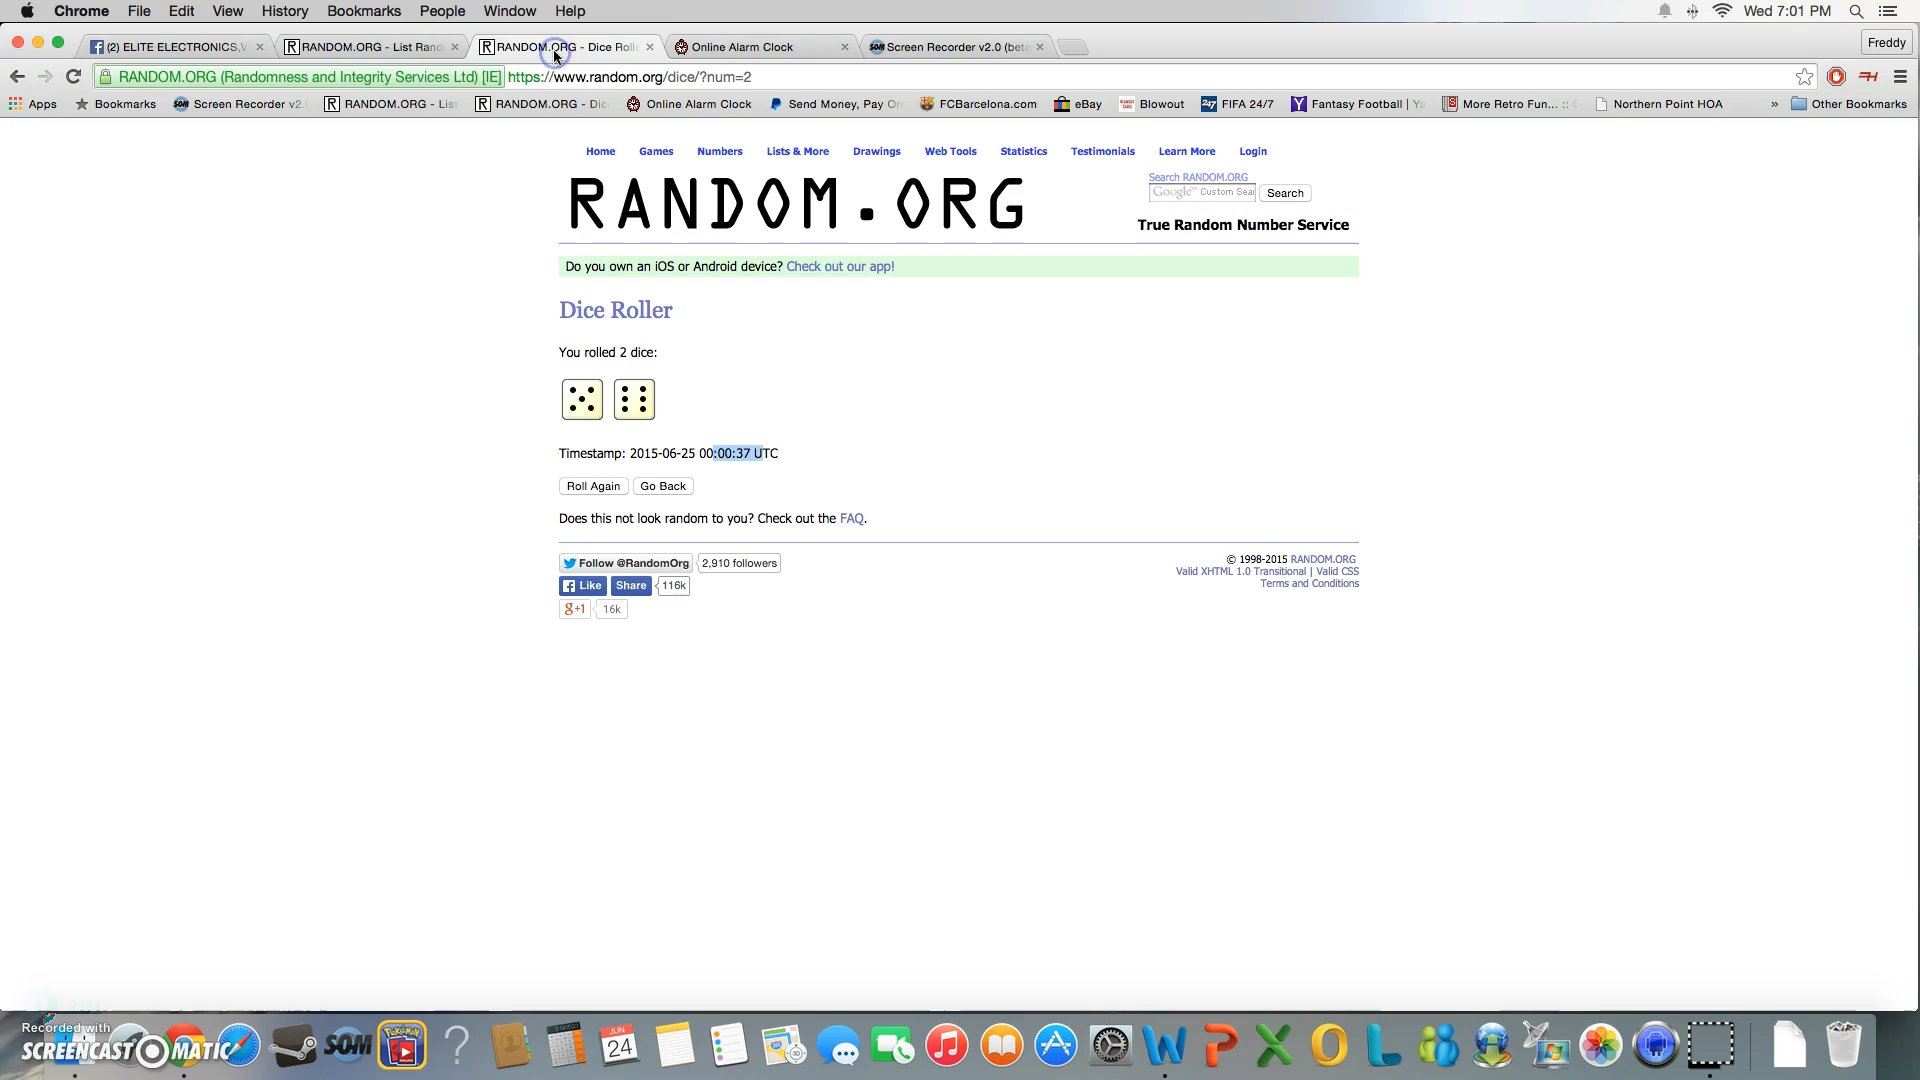 Chrome File Edit View History Bookmarks People Window Help Wed 7:01 PM
(2) ELITE ELECTRONICS,V RANDOM.ORG - List Rand RANDOM.ORG - Dice Rolle Online Alarm Clock Screen Recorder v2.0 (beta Freddy
RANDOM.ORG (Randomness and Integrity Services Ltd) [IE] https://www.random.org/dice/?num=2
Apps Bookmarks Screen Recorder v2. RANDOM.ORG - Lis RANDOM.ORG - Dic Online Alarm Clock Send Money, Pay On FCBarcelona.com eBay Blowout FIFA 24/7 Fantasy Football | Ya More Retro Fun... :: Northern Point HOA » Other Bookmarks
Home Games Numbers Lists & More Drawings Web Tools Statistics Testimonials Learn More Login
RANDOM.ORG
Search RANDOM.ORG
Google™ Custom Sear Search
True Random Number Service
Do you own an iOS or Android device? Check out our app!
Dice Roller
You rolled 2 dice:
Timestamp: 2015-06-25 00:00:37 UTC
Roll Again Go Back
Does this not look random to you? Check out the FAQ.
Follow @RandomOrg 2,910 followers
Like Share 116k
g+1 16k
© 1998-2015 RANDOM.ORG
Valid XHTML 1.0 Transitional | Valid CSS
Terms and Conditions
Recorded with
SCREENCAST MATIC
SOM
JUN
24